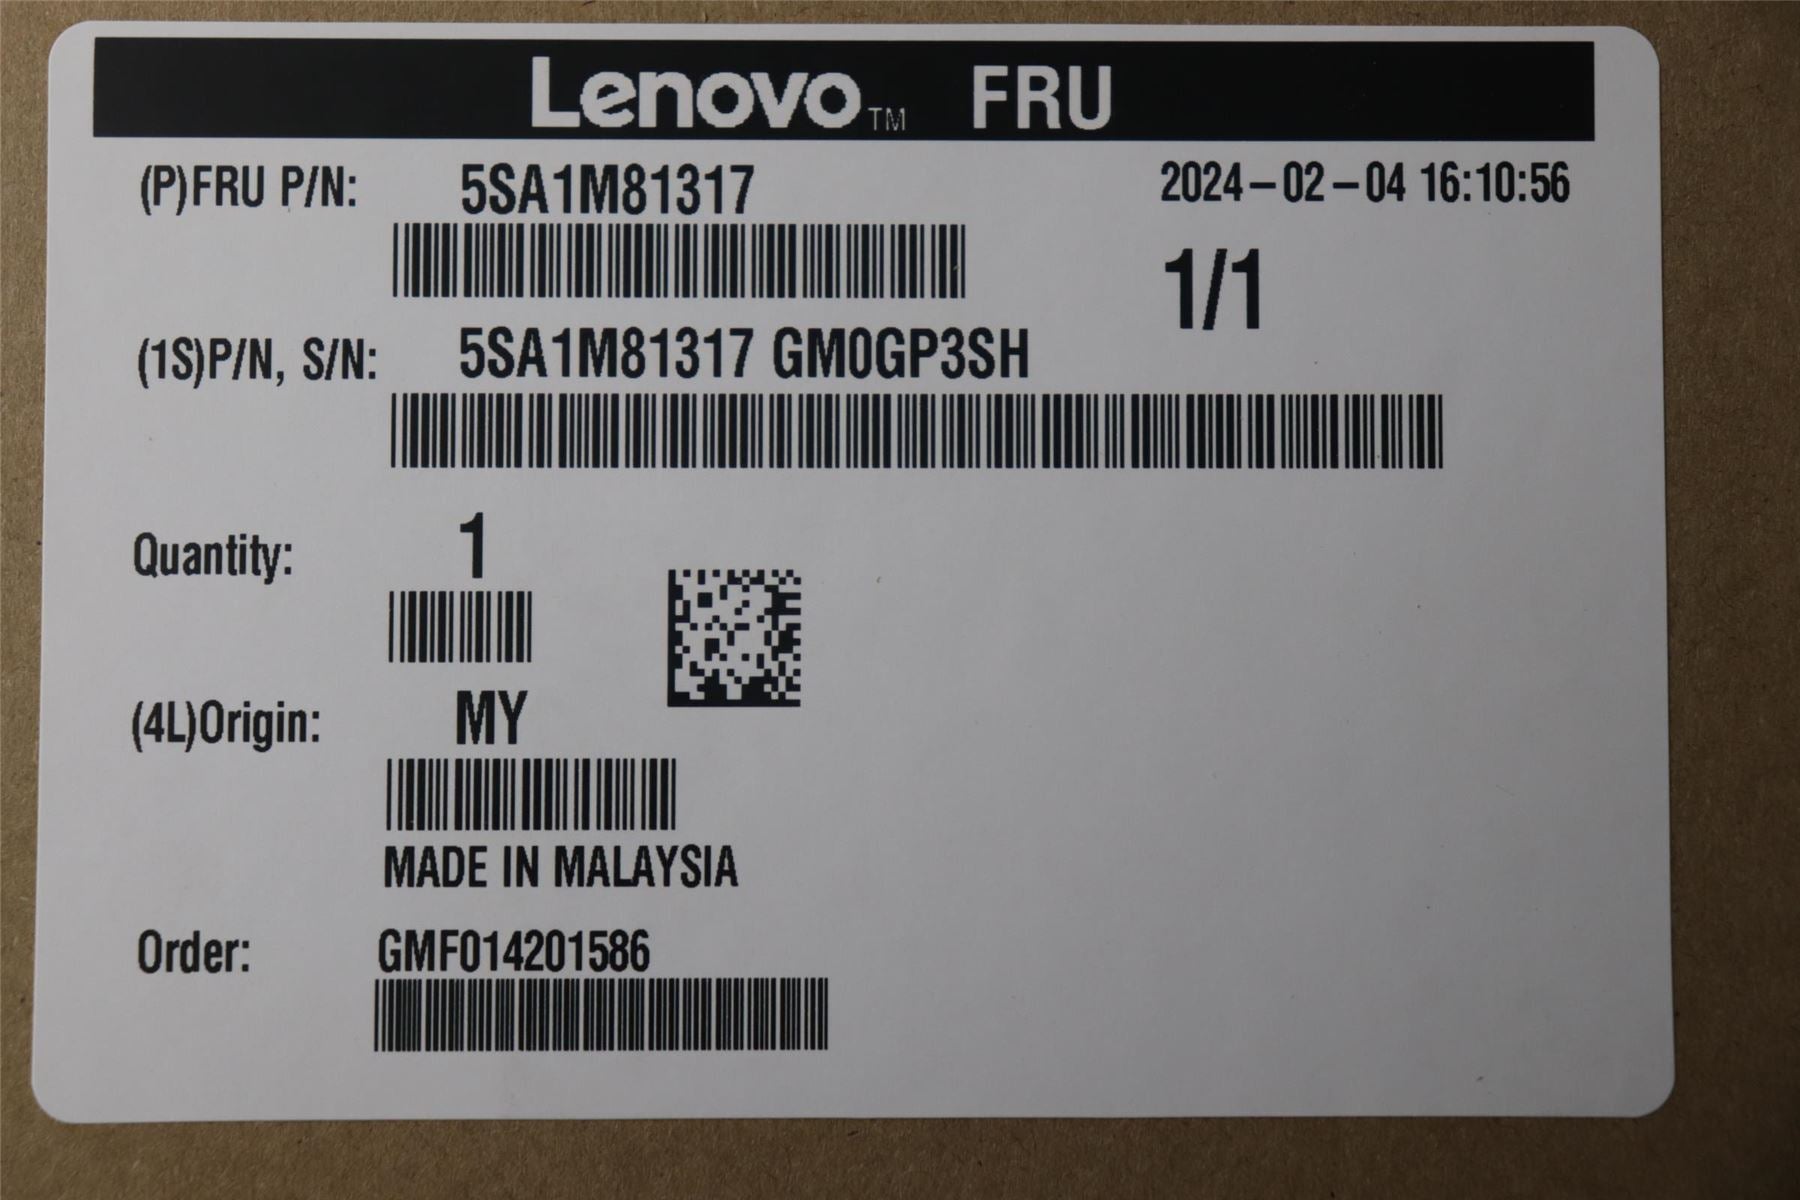 Lenovo™ FRU
(P)FRU P/N: 5SA1M81317 2024-02-04 16:10:56
1/1
(1S)P/N, S/N: 5SA1M81317 GM0GP3SH
Quantity: 1
(4L)Origin: MY
MADE IN MALAYSIA
Order: GMF014201586